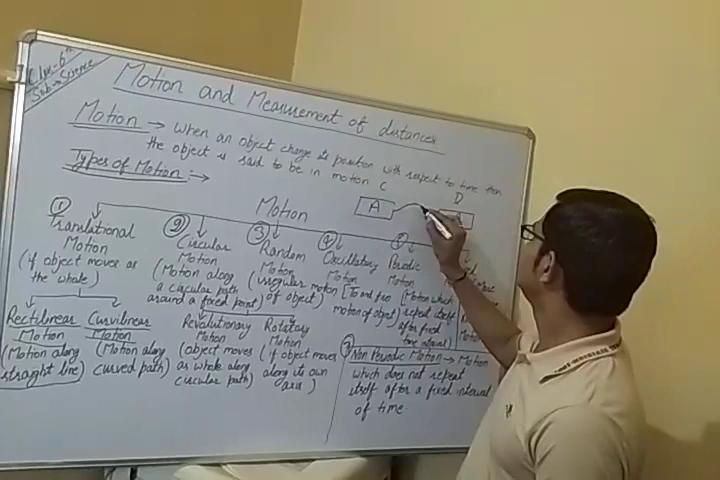 Class-6th
Sub → Science
Motion and Measurement of distances
Motion → When an object change its position with respect to time then
the object is said to be in motion
Types of Motion :→
C
D
A
Motion
① Translational
Motion
(if object moves as
the whole)
Rectilinear
Motion
(Motion along
straight line)
Curvilinear
Motion
(Motion along
curved path)
② Circular
Motion
(Motion along
a circular path
around a fixed point)
Revolutionary
Motion
(object moves
as whole along
circular path)
Rotatory
Motion
(if object moves
along its own
axis)
③ Random
Motion
(irregular motion
of object)
④ Oscillatory
Motion
[To and fro
motion of object)
⑤ Periodic
Motion
[Motion which
repeat itself
after fixed
time interval)
⑦ Non Periodic Motion → Motion
which does not repeat
itself after a fixed interval
of time